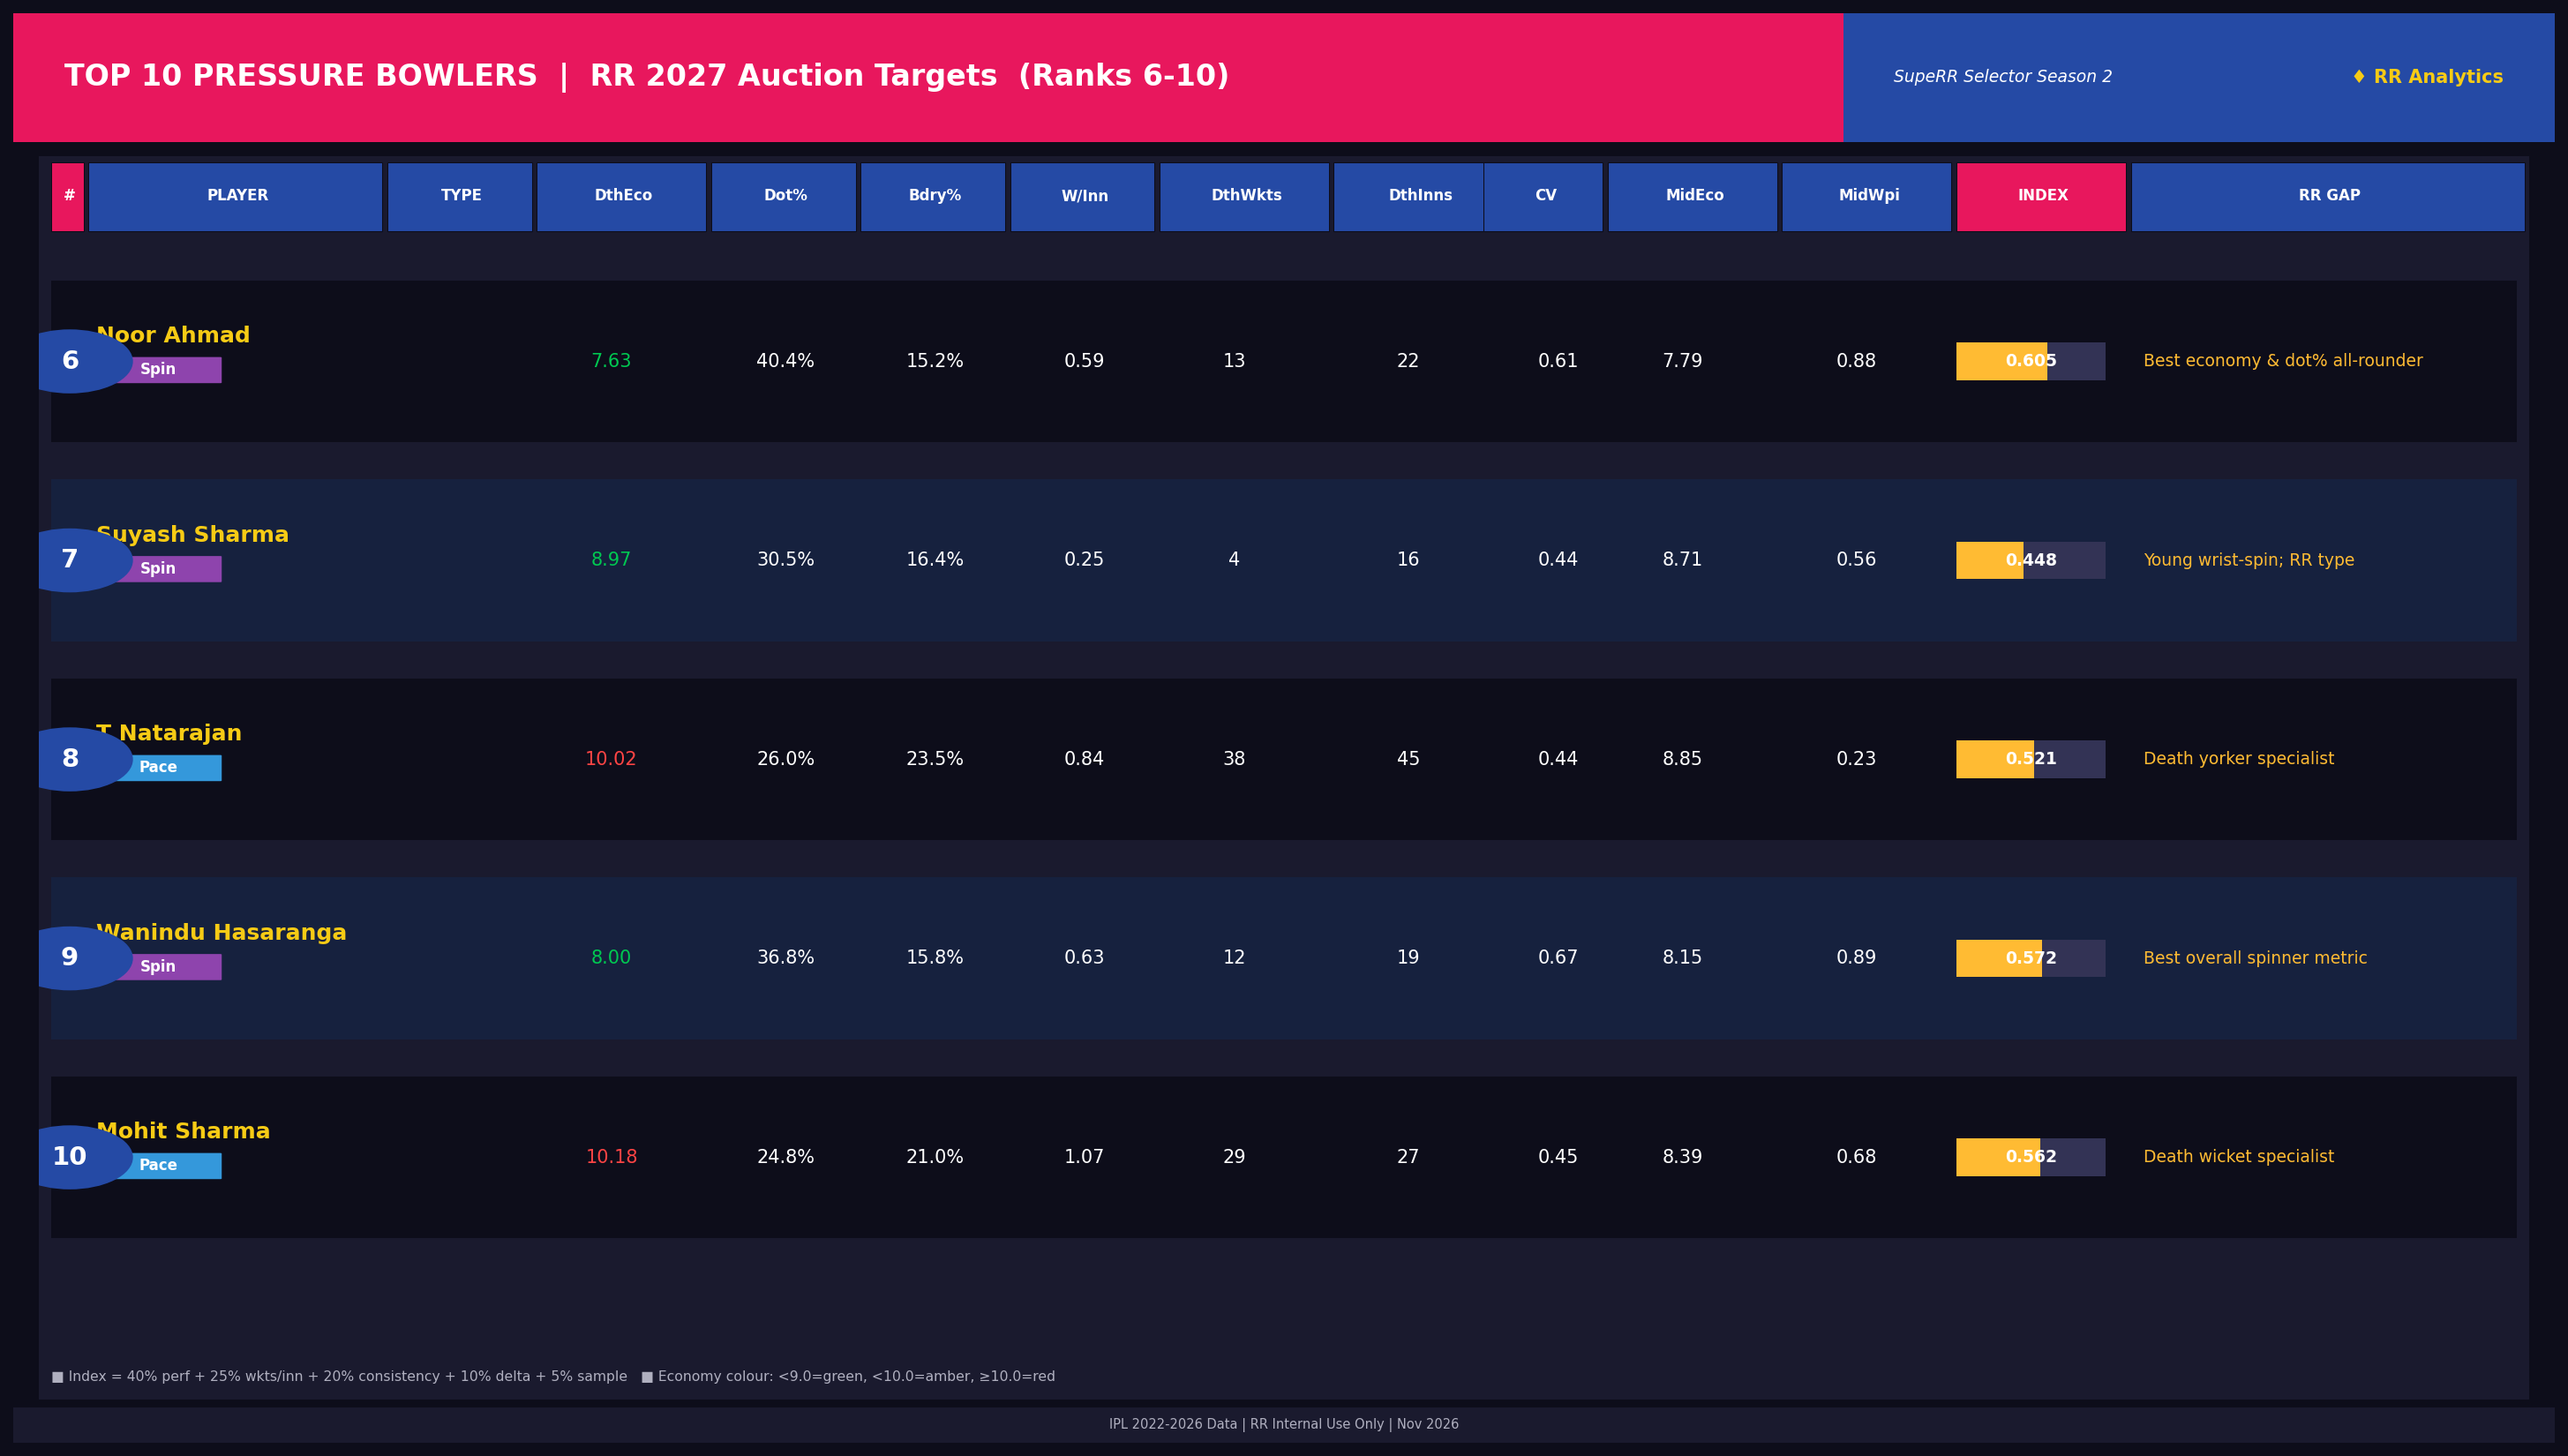 TOP 10 PRESSURE BOWLERS | RR 2027 Auction Targets (Ranks 6-10)
SupeRR Selector Season 2
♦ RR Analytics
# PLAYER TYPE DthEco Dot% Bdry% W/Inn DthWkts DthInns CV MidEco MidWpi INDEX RR GAP
Noor Ahmad
6 7.63 40.4% 15.2% 0.59 13 22 0.61 7.79 0.88 0.605 Best economy & dot% all-rounder
Spin
Suyash Sharma
7 8.97 30.5% 16.4% 0.25 4 16 0.44 8.71 0.56 0.448 Young wrist-spin; RR type
Spin
T Natarajan
8 10.02 26.0% 23.5% 0.84 38 45 0.44 8.85 0.23 0.521 Death yorker specialist
Pace
Wanindu Hasaranga
9 8.00 36.8% 15.8% 0.63 12 19 0.67 8.15 0.89 0.572 Best overall spinner metric
Spin
Mohit Sharma
10 10.18 24.8% 21.0% 1.07 29 27 0.45 8.39 0.68 0.562 Death wicket specialist
Pace
■ Index = 40% perf + 25% wkts/inn + 20% consistency + 10% delta + 5% sample ■ Economy colour: <9.0=green, <10.0=amber, ≥10.0=red
IPL 2022-2026 Data | RR Internal Use Only | Nov 2026